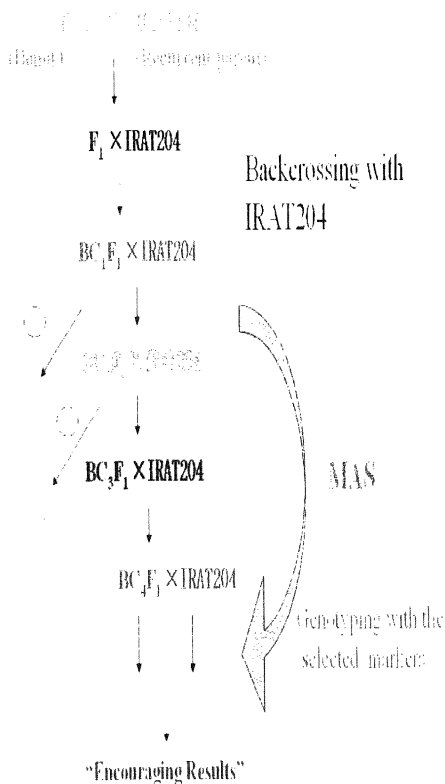 F₁ X IRAT204
Backcrossing with
IRAT204
BC₁F₁ X IRAT204
BC₃F₁ X IRAT204
MAS
BC₄F₁ X IRAT204
Genotyping with the
selected markers
"Encouraging Results"